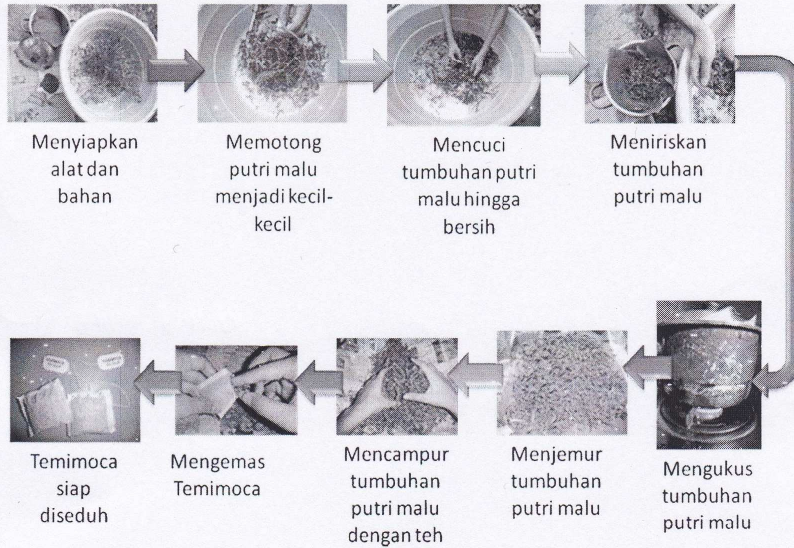 Menyiapkan
alat dan
bahan
Memotong
putri malu
menjadi kecil-
kecil
Mencuci
tumbuhan putri
malu hingga
bersih
Meniriskan
tumbuhan
putri malu
Mengukus
tumbuhan
putri malu
Menjemur
tumbuhan
putri malu
Mencampur
tumbuhan
putri malu
dengan teh
Mengemas
Temimoca
Temimoca
siap
diseduh